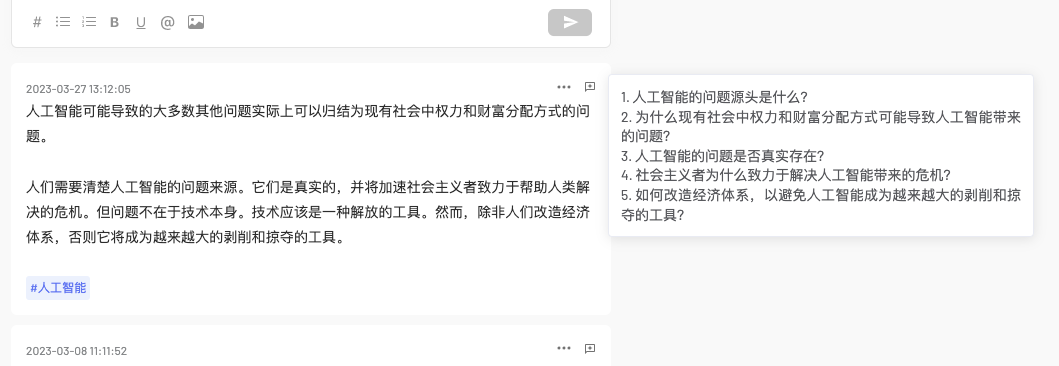 # B U @
2023-03-27 13:12:05
人工智能可能导致的大多数其他问题实际上可以归结为现有社会中权力和财富分配方式的问
题。
人们需要清楚人工智能的问题来源。它们是真实的，并将加速社会主义者致力于帮助人类解
决的危机。但问题不在于技术本身。技术应该是一种解放的工具。然而，除非人们改造经济
体系，否则它将成为越来越大的剥削和掠夺的工具。
#人工智能
1. 人工智能的问题源头是什么?
2. 为什么现有社会中权力和财富分配方式可能导致人工智能带来
的问题?
3. 人工智能的问题是否真实存在?
4. 社会主义者为什么致力于解决人工智能带来的危机?
5. 如何改造经济体系，以避免人工智能成为越来越大的剥削和掠
夺的工具?
2023-03-08 11:11:52